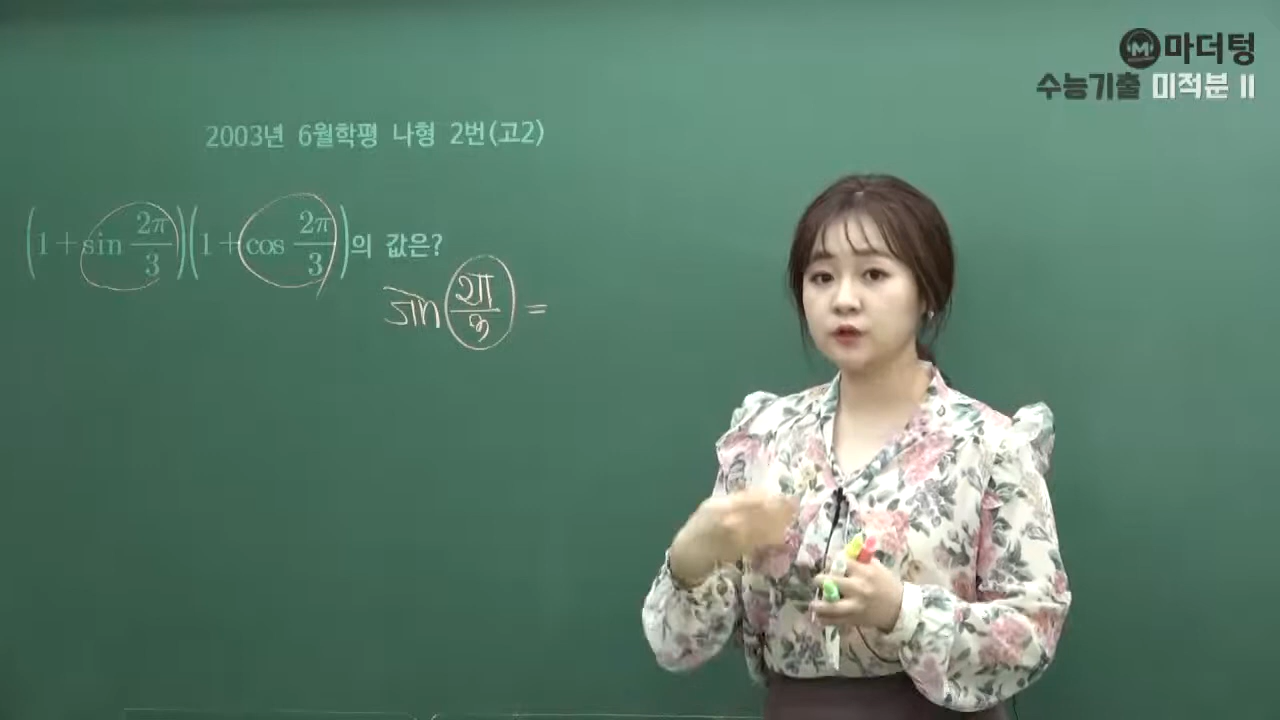 마더텅
수능기출 미적분 II
2003년 6월학평 나형 2번(고2)
(1+sin 2π/3)(1+cos 2π/3)의 값은?
sin 2π/3 =